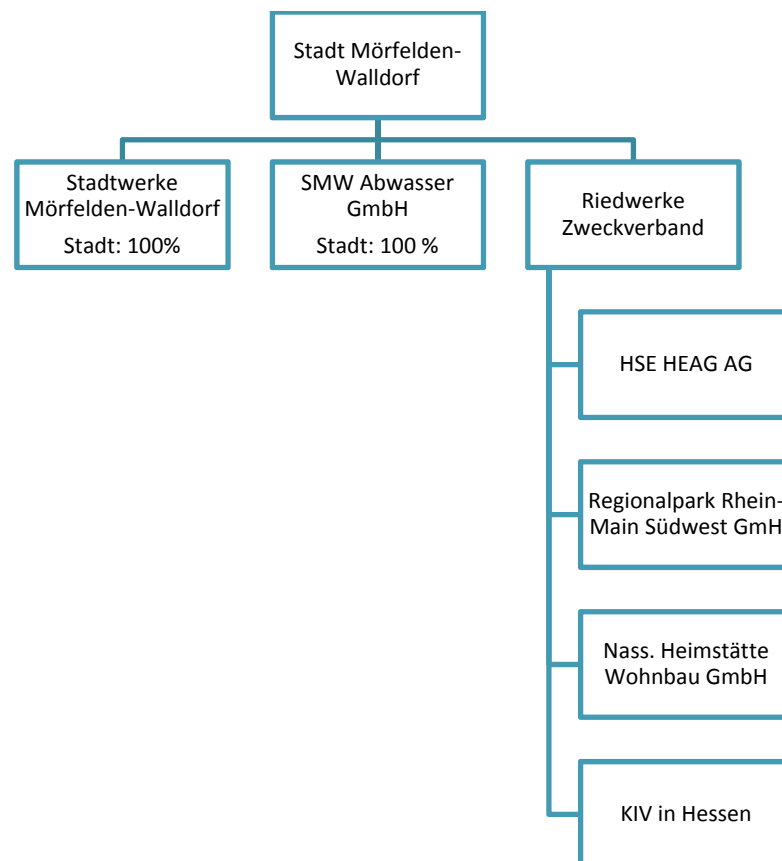 Stadt Mörfelden-
Walldorf
Stadtwerke
Mörfelden-Walldorf
Stadt: 100%
SMW Abwasser
GmbH
Stadt: 100 %
Riedwerke
Zweckverband
HSE HEAG AG
Regionalpark Rhein-
Main Südwest GmH
Nass. Heimstätte
Wohnbau GmbH
KIV in Hessen